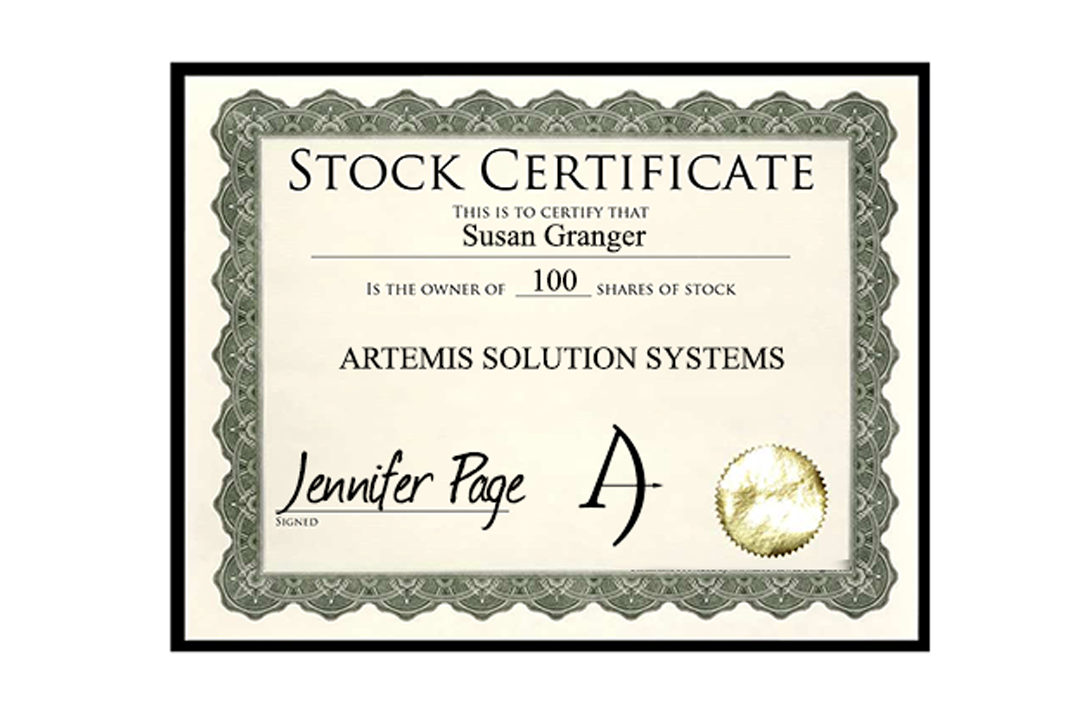 STOCK CERTIFICATE
THIS IS TO CERTIFY THAT
Susan Granger
IS THE OWNER OF 100 SHARES OF STOCK
ARTEMIS SOLUTION SYSTEMS
Jennifer Page
A
SIGNED